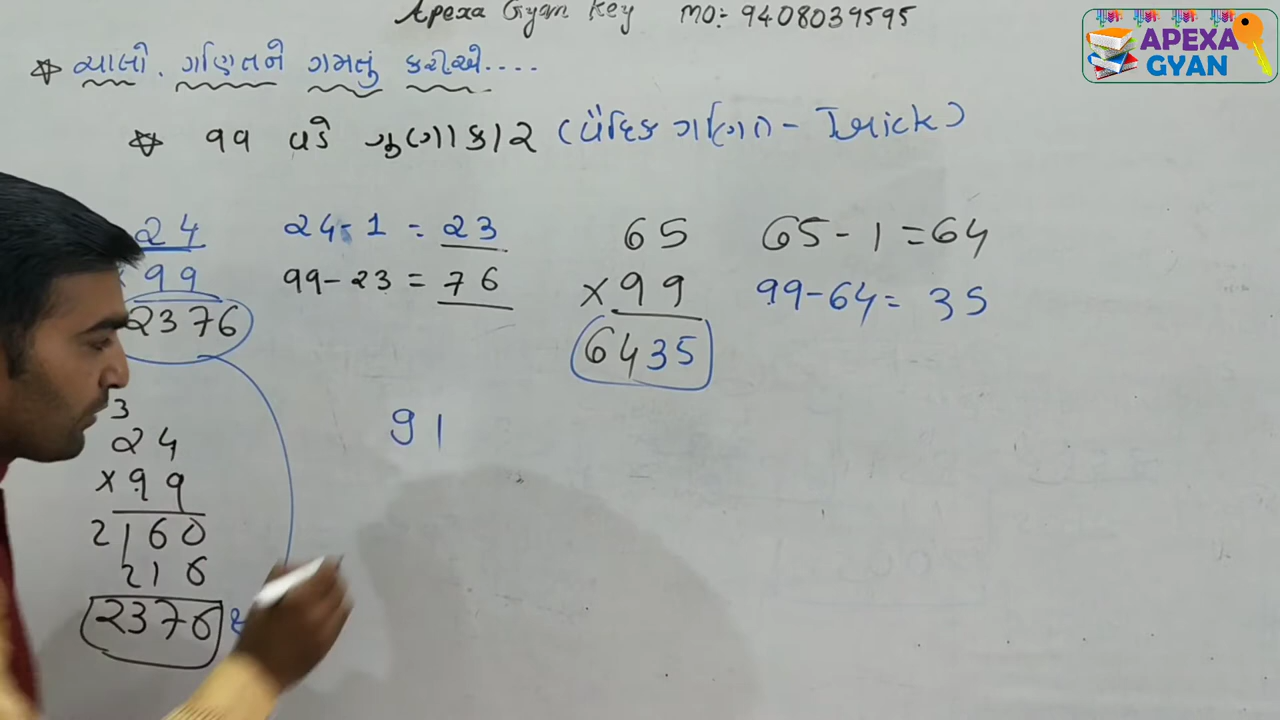 Apexa Gyan Key MO:- 9408039595
APEXA
GYAN
ચાલો. ગણિતને ગમતું કરીએ....
૧૧ વડે ગુણાકાર (વૈદિક ગણિત - Trick)
24
99
2376
24-1 = 23
99-23 = 76
65
×99
6435
65-1=64
99-64= 35
3
24
×99
2160
216
2376
91